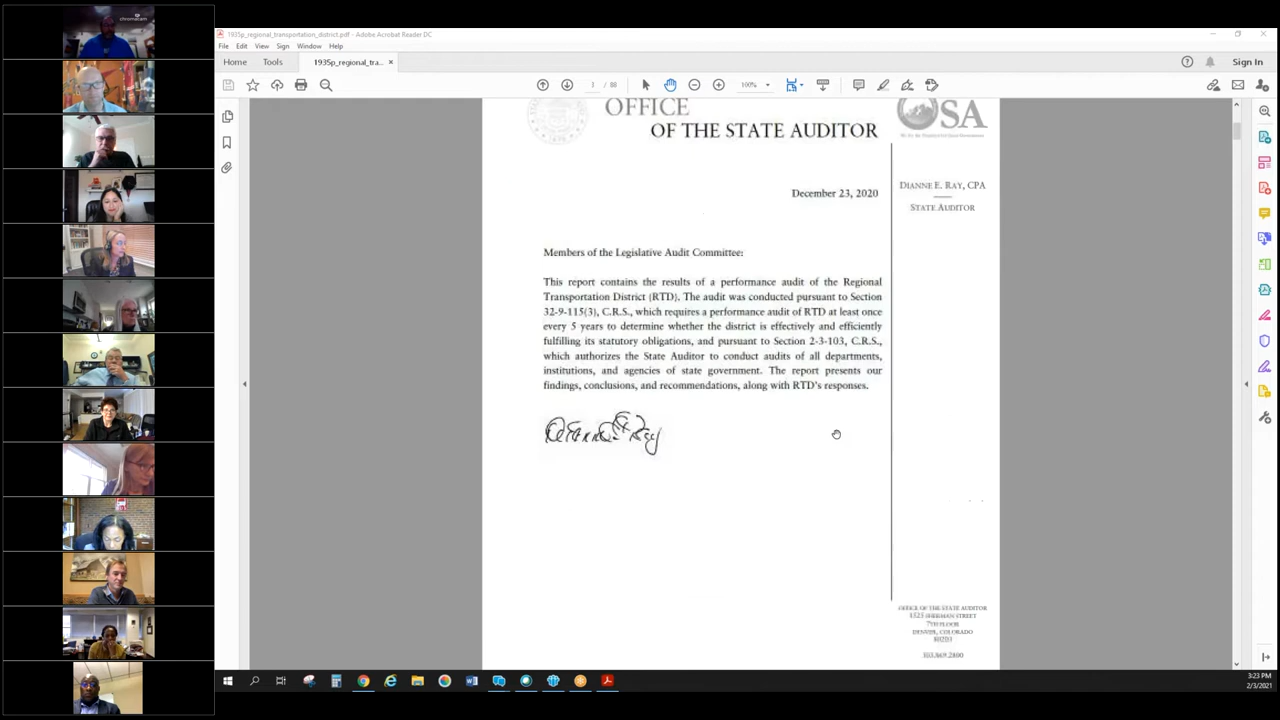 chromacam
1935p_regional_transportation_district.pdf - Adobe Acrobat Reader DC
File Edit View Sign Window Help
Home Tools 1935p_regional_tra... × Sign In
/ 88 100%
OFFICE
OF THE STATE AUDITOR
OSA
December 23, 2020
DIANNE E. RAY, CPA
STATE AUDITOR
Members of the Legislative Audit Committee:
This report contains the results of a performance audit of the Regional
Transportation District (RTD). The audit was conducted pursuant to Section
32-9-115(3), C.R.S., which requires a performance audit of RTD at least once
every 5 years to determine whether the district is effectively and efficiently
fulfilling its statutory obligations, and pursuant to Section 2-3-103, C.R.S.,
which authorizes the State Auditor to conduct audits of all departments,
institutions, and agencies of state government. The report presents our
findings, conclusions, and recommendations, along with RTD's responses.
OFFICE OF THE STATE AUDITOR
1525 SHERMAN STREET
7TH FLOOR
DENVER, COLORADO
80203
303.869.2800
3:23 PM
2/3/2021